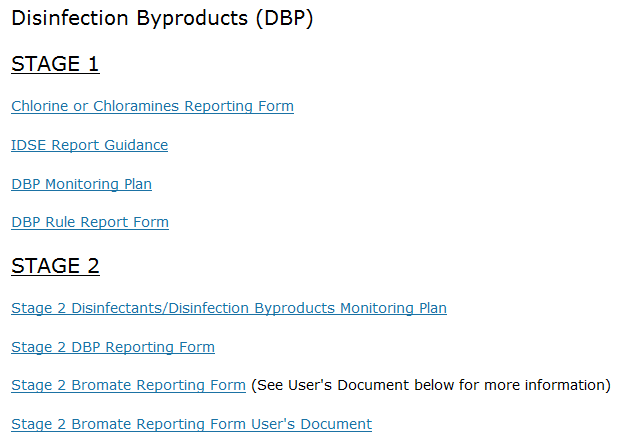 Disinfection Byproducts (DBP)
STAGE 1
Chlorine or Chloramines Reporting Form
IDSE Report Guidance
DBP Monitoring Plan
DBP Rule Report Form
STAGE 2
Stage 2 Disinfectants/Disinfection Byproducts Monitoring Plan
Stage 2 DBP Reporting Form
Stage 2 Bromate Reporting Form (See User's Document below for more information)
Stage 2 Bromate Reporting Form User's Document